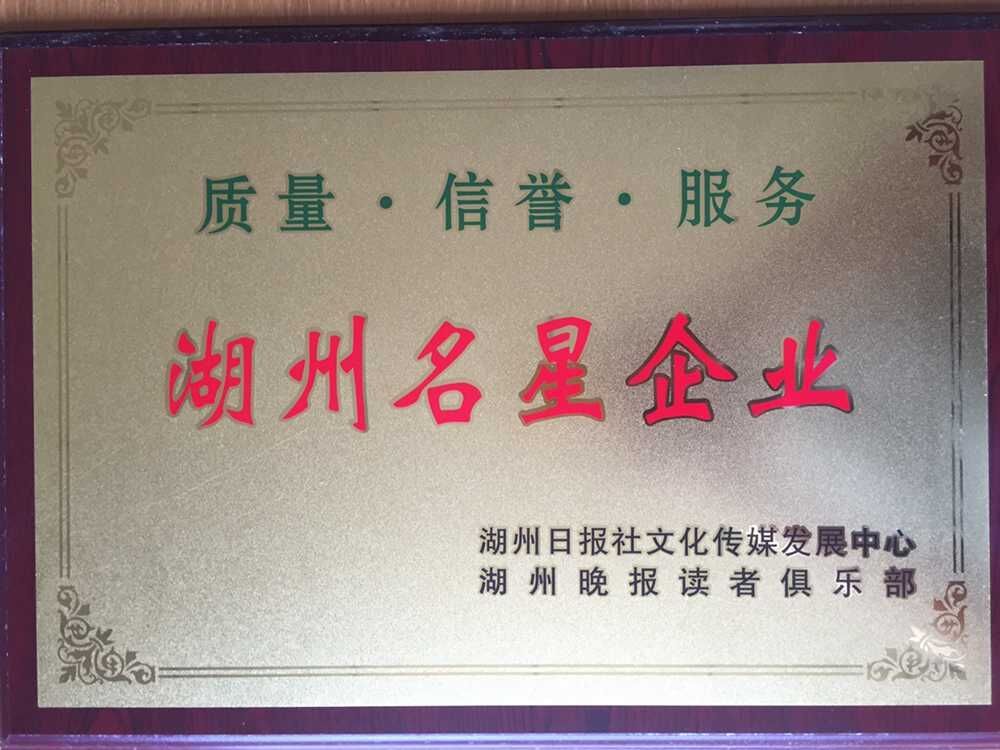 质量·信誉·服务
湖州名星企业
湖州日报社文化传媒发展中心
湖州晚报读者俱乐部